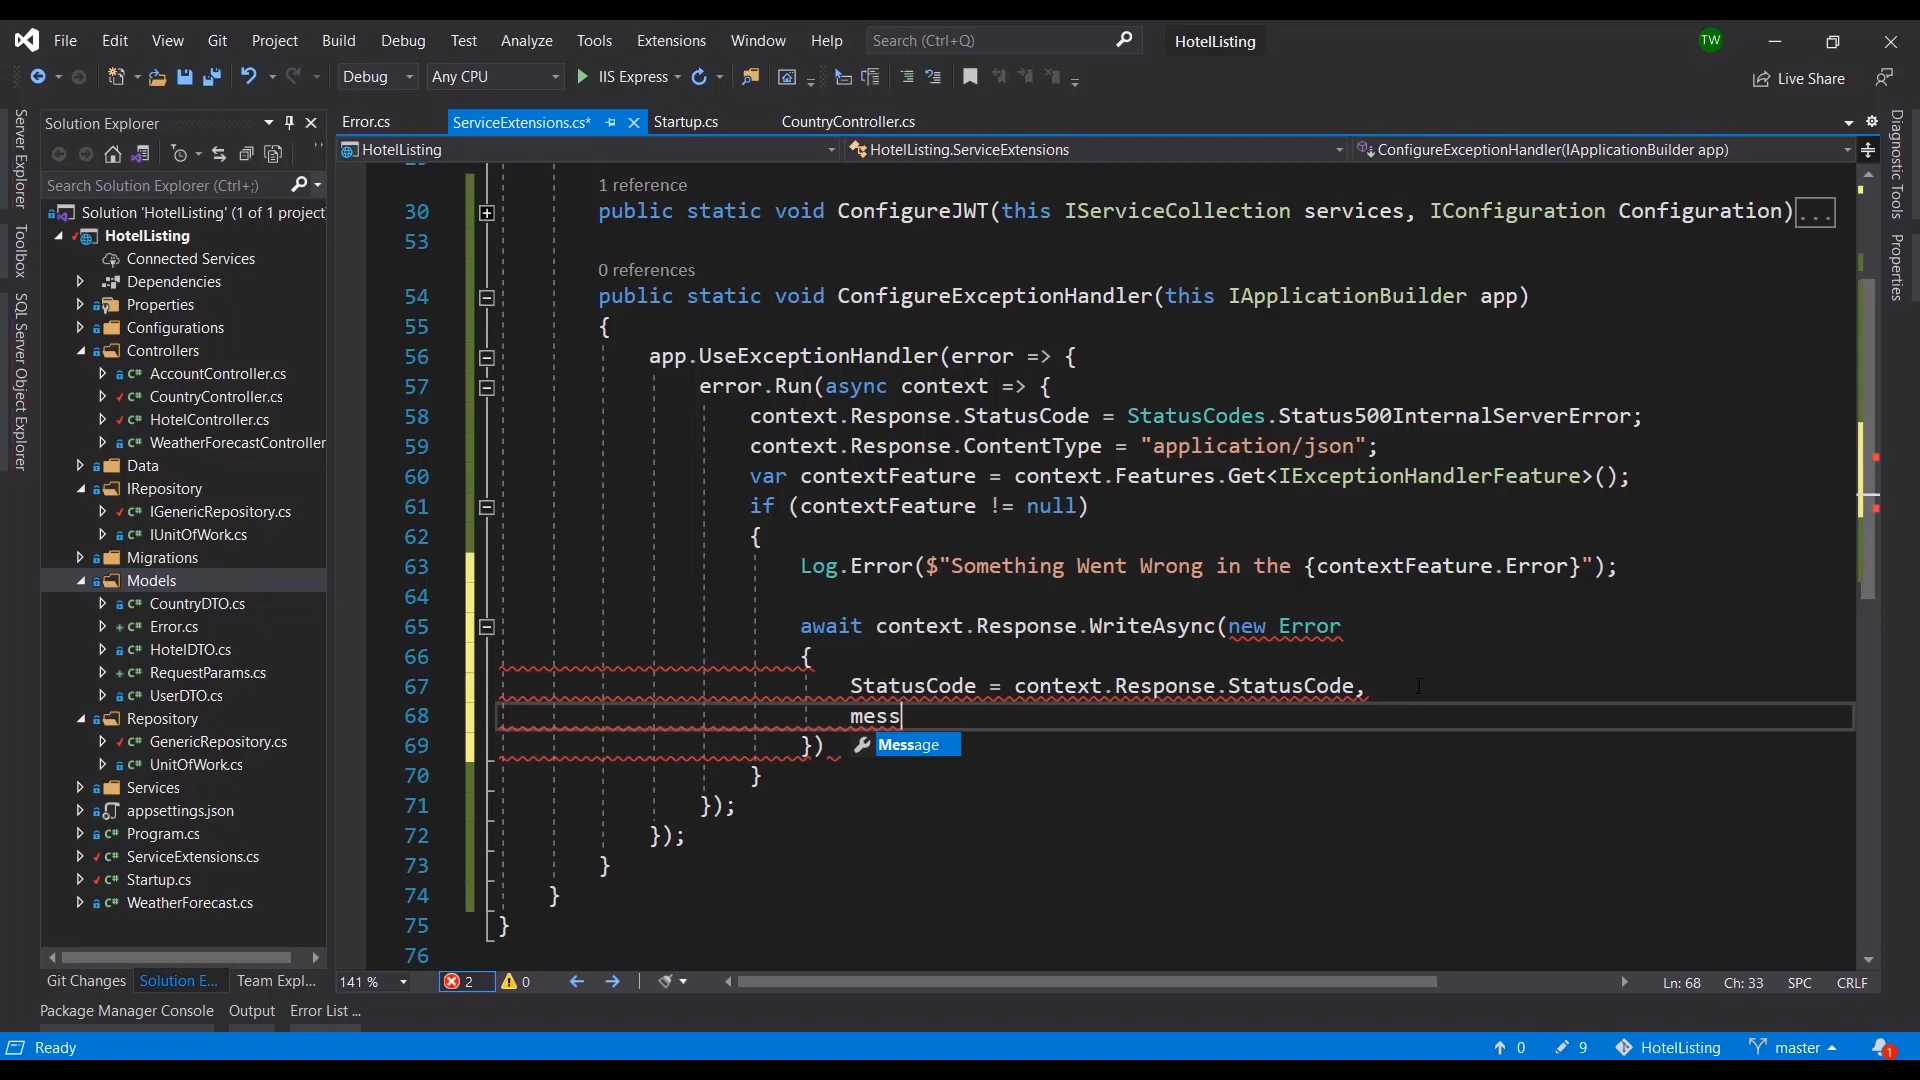 File Edit View Git Project Build Debug Test Analyze Tools Extensions Window Help Search (Ctrl+Q) HotelListing TW
Debug Any CPU IIS Express Live Share
Server Explorer
Toolbox
SQL Server Object Explorer
Solution Explorer
Search Solution Explorer (Ctrl+;)
Solution 'HotelListing' (1 of 1 project
HotelListing
Connected Services
Dependencies
Properties
Configurations
Controllers
AccountController.cs
CountryController.cs
HotelController.cs
WeatherForecastController
Data
IRepository
IGenericRepository.cs
IUnitOfWork.cs
Migrations
Models
CountryDTO.cs
Error.cs
HotelDTO.cs
RequestParams.cs
UserDTO.cs
Repository
GenericRepository.cs
UnitOfWork.cs
Services
appsettings.json
Program.cs
ServiceExtensions.cs
Startup.cs
WeatherForecast.cs
Git Changes Solution E... Team Expl...
Error.cs ServiceExtensions.cs* Startup.cs CountryController.cs
HotelListing HotelListing.ServiceExtensions ConfigureExceptionHandler(IApplicationBuilder app)
1 reference
30 public static void ConfigureJWT(this IServiceCollection services, IConfiguration Configuration)...
53
0 references
54 public static void ConfigureExceptionHandler(this IApplicationBuilder app)
55 {
56 app.UseExceptionHandler(error => {
57 error.Run(async context => {
58 context.Response.StatusCode = StatusCodes.Status500InternalServerError;
59 context.Response.ContentType = "application/json";
60 var contextFeature = context.Features.Get<IExceptionHandlerFeature>();
61 if (contextFeature != null)
62 {
63 Log.Error($"Something Went Wrong in the {contextFeature.Error}");
64
65 await context.Response.WriteAsync(new Error
66 {
67 StatusCode = context.Response.StatusCode,
68 mess
69 })
Message
70 }
71 });
72 });
73 }
74 }
75 }
76
141 % 2 0 Ln: 68 Ch: 33 SPC CRLF
Diagnostic Tools
Properties
Package Manager Console Output Error List ...
Ready 0 9 HotelListing master 1